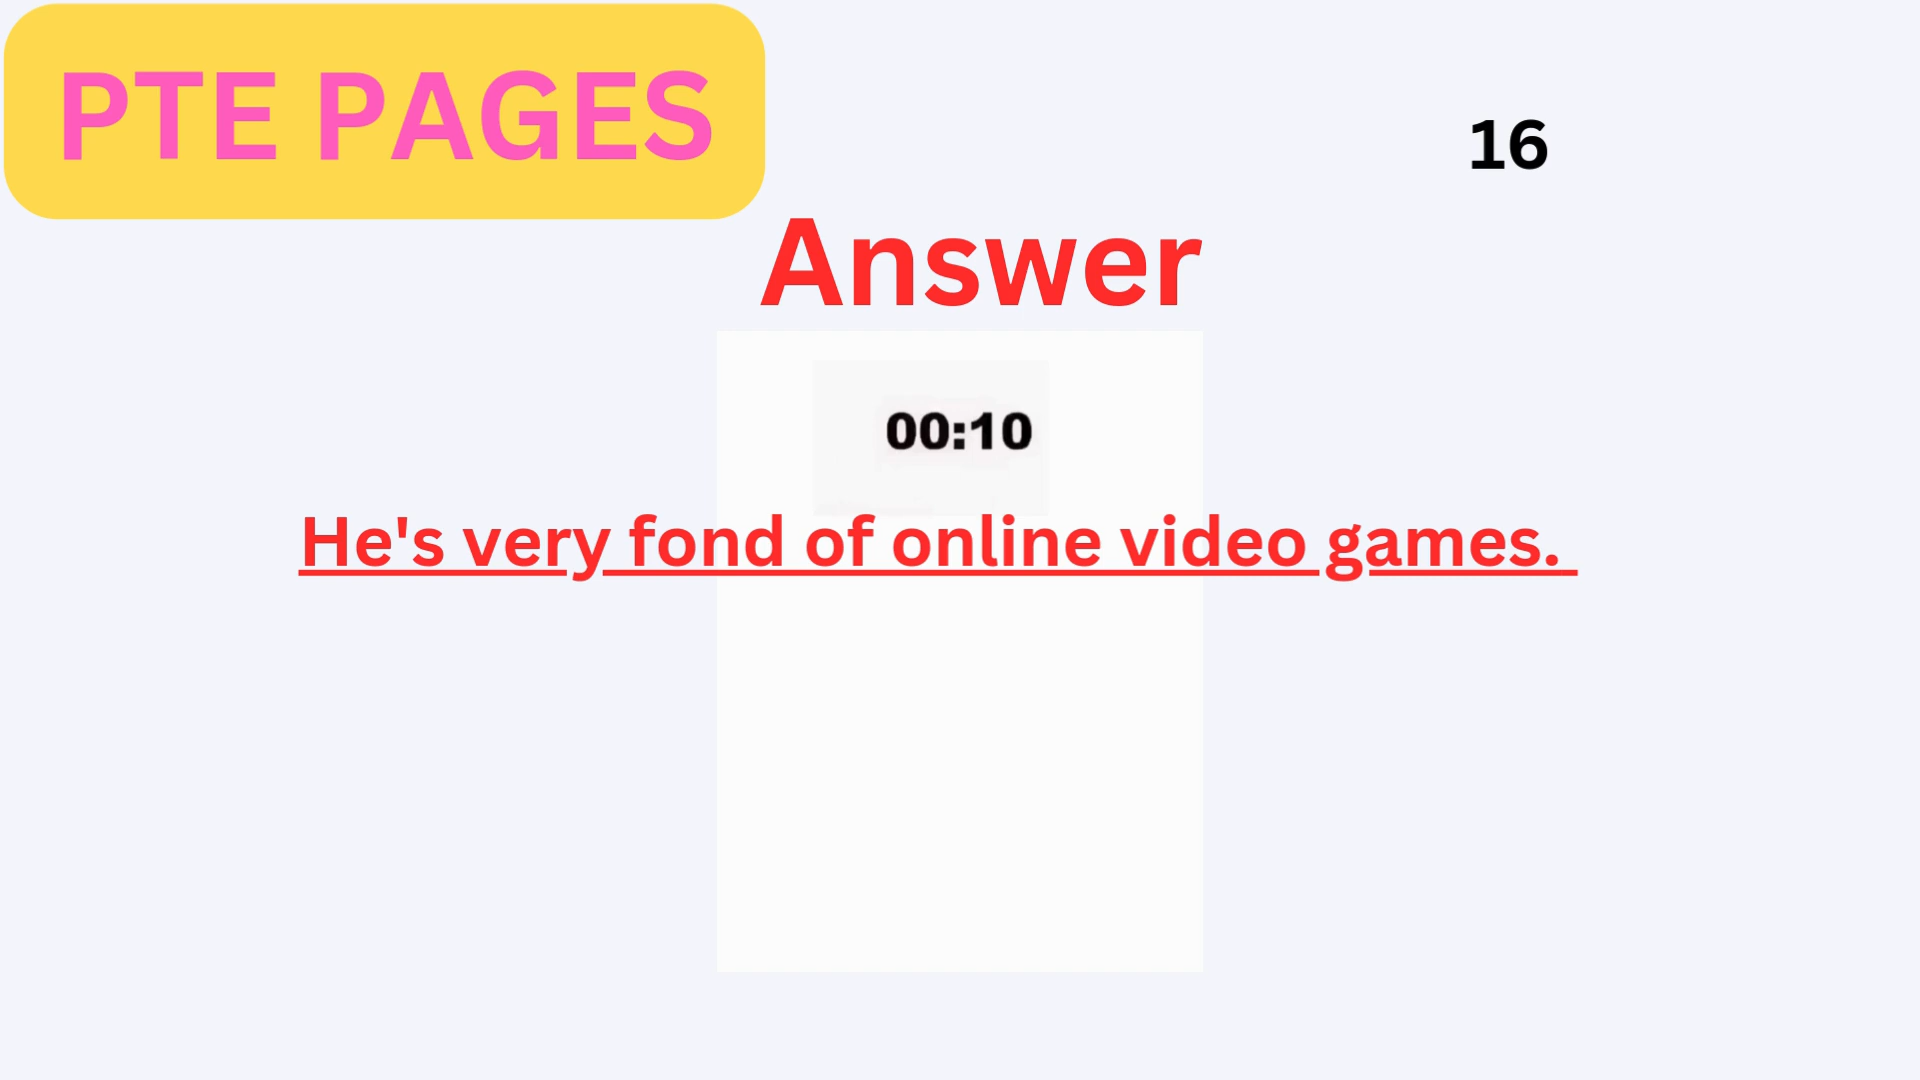 PTE PAGES
16
Answer
00:10
He's very fond of online video games.